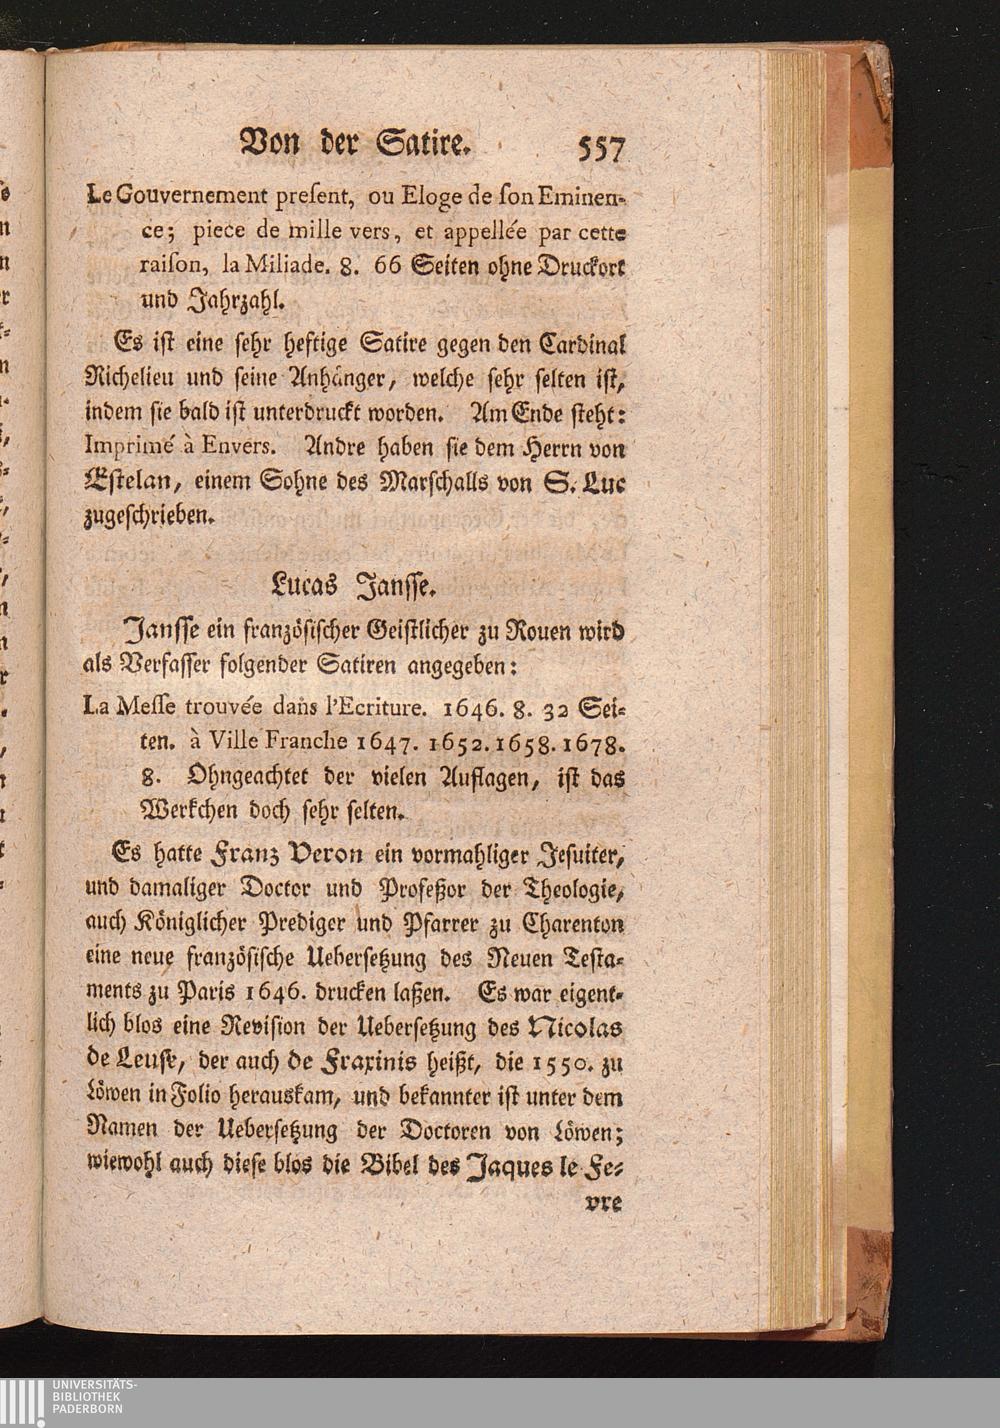 Von der Satire. 557
Le Gouvernement preſent, ou Eloge de ſon Eminen-
ce; piece de mille vers, et appellée par cette
raiſon, la Miliade. 8. 66 Seiten ohne Druckort
und Jahrzahl.
Es iſt eine ſehr heftige Satire gegen den Cardinal
Richelieu und ſeine Anhänger, welche ſehr ſelten iſt,
indem ſie bald iſt unterdruckt worden. Am Ende ſteht:
Imprimé à Envers. Andre haben ſie dem Herrn von
Eſtelan, einem Sohne des Marſchalls von S. Luc
zugeſchrieben.
Lucas Janſſe.
Janſſe ein franzöſiſcher Geiſtlicher zu Rouen wird
als Verfaſſer folgender Satiren angegeben:
La Meſſe trouvée dans l'Ecriture. 1646. 8. 32 Sei-
ten. à Ville Franche 1647. 1652. 1658. 1678.
8. Ohngeachtet der vielen Auflagen, iſt das
Werkchen doch ſehr ſelten.
Es hatte Franz Veron ein vormahliger Jeſuiter,
und damaliger Doctor und Profeßor der Theologie,
auch Königlicher Prediger und Pfarrer zu Charenton
eine neue franzöſiſche Ueberſetzung des Neuen Teſta-
ments zu Paris 1646. drucken laßen. Es war eigent-
lich blos eine Reviſion der Ueberſetzung des Nicolas
de Leuſe, der auch de Fraxinis heißt, die 1550. zu
Löwen in Folio herauskam, und bekannter iſt unter dem
Namen der Ueberſetzung der Doctoren von Löwen;
wiewohl auch dieſe blos die Bibel des Jaques le Fe-
vre
UNIVERSITÄTS-
BIBLIOTHEK
PADERBORN